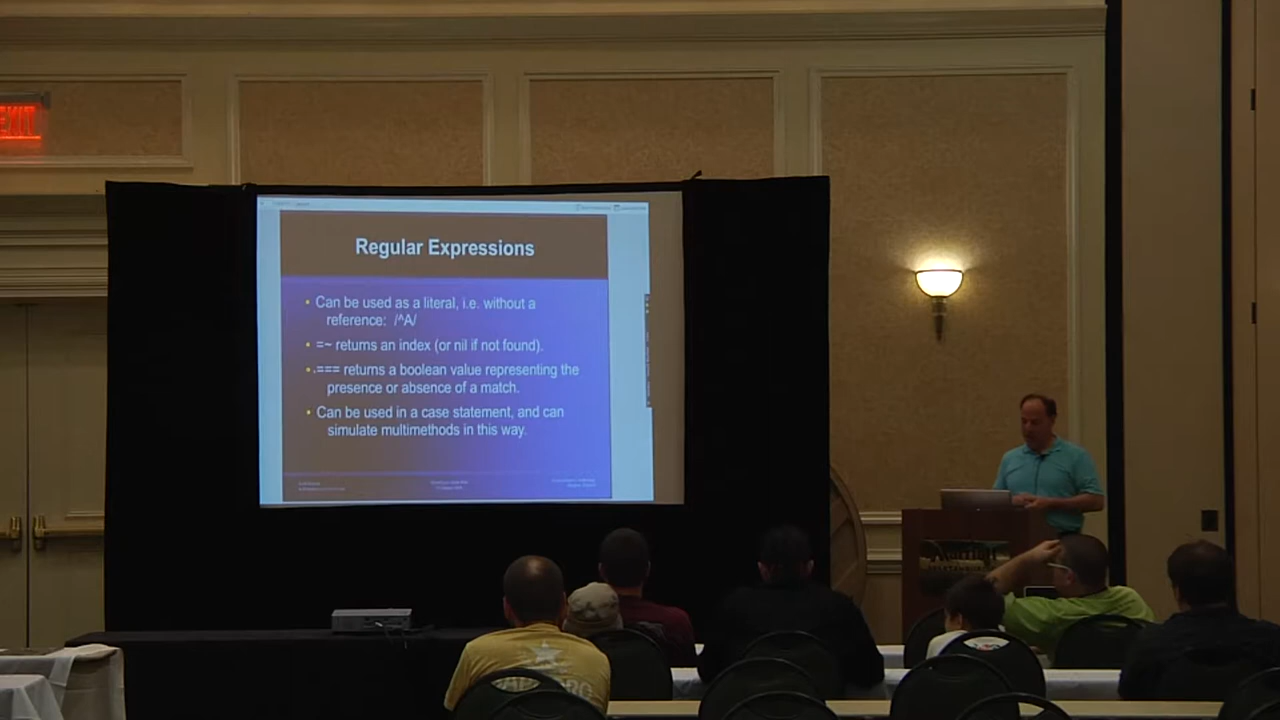 EXIT
Regular Expressions
• Can be used as a literal, i.e. without a
reference: /^A/
• =~ returns an index (or nil if not found).
• === returns a boolean value representing the
presence or absence of a match.
• Can be used in a case statement, and can
simulate multimethods in this way.
Marriott